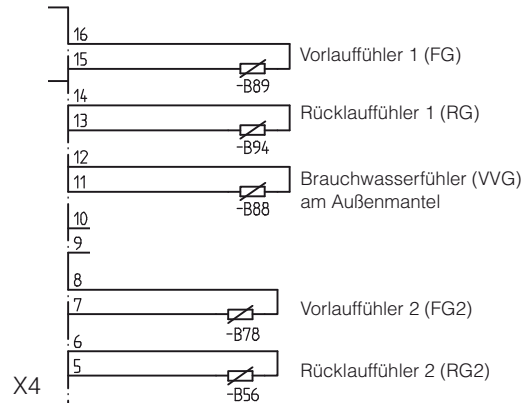 16
15
-B89
Vorlauffühler 1 (FG)
14
13
-B94
Rücklauffühler 1 (RG)
12
11
-B88
Brauchwasserfühler (VVG)
am Außenmantel
10
9
8
7
-B78
Vorlauffühler 2 (FG2)
6
5
-B56
Rücklauffühler 2 (RG2)
X4